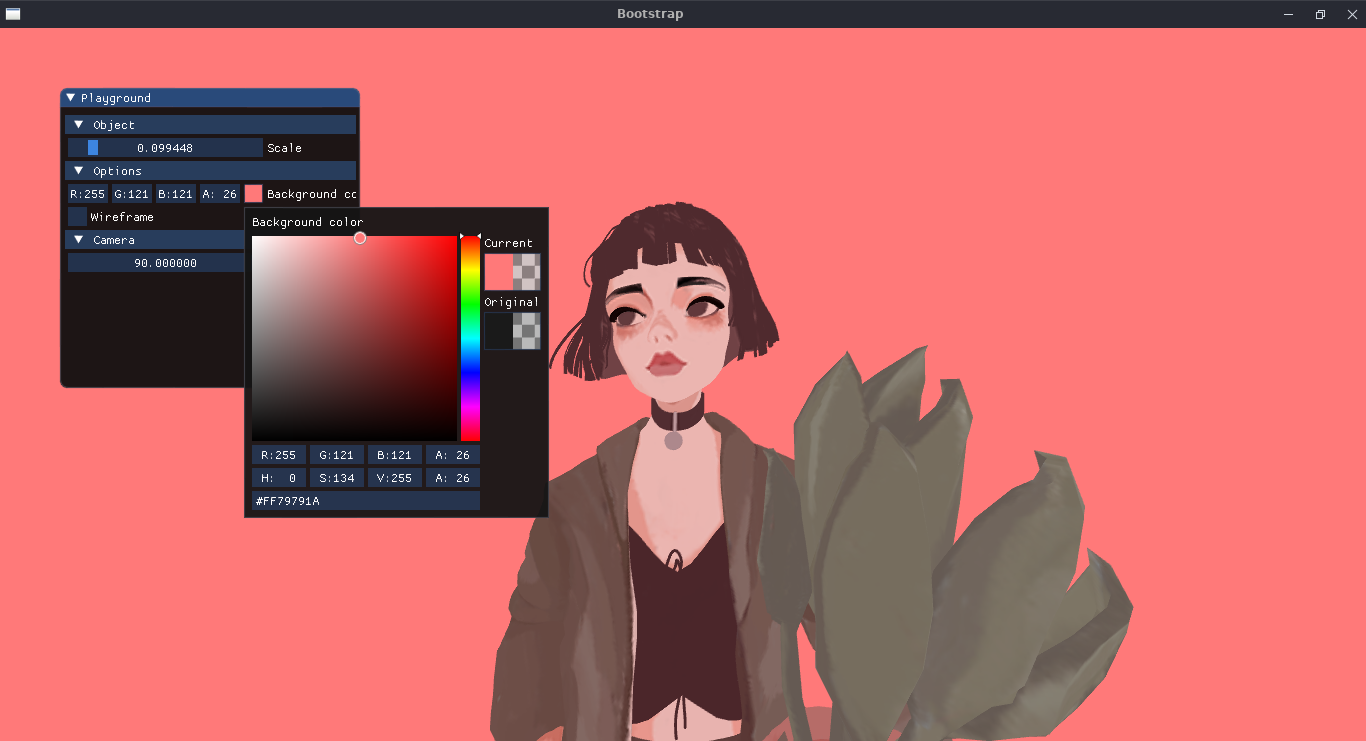 Bootstrap
Playground
Object
0.099448 Scale
Options
R:255 G:121 B:121 A: 26 Background cc
Wireframe
Camera
90.000000
Background color
Current
Original
R:255 G:121 B:121 A: 26
H: 0 S:134 V:255 A: 26
#FF79791A